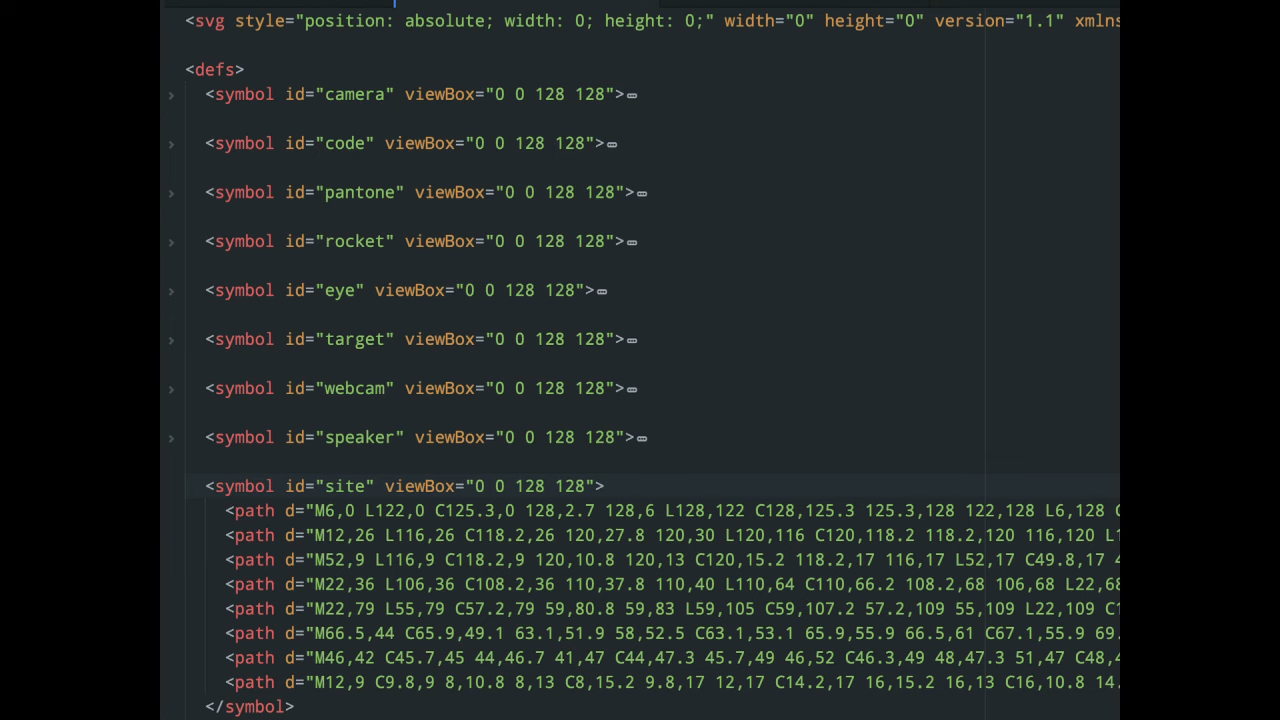 <svg style="position: absolute; width: 0; height: 0;" width="0" height="0" version="1.1" xmlns
<defs>
<symbol id="camera" viewBox="0 0 128 128">
<symbol id="code" viewBox="0 0 128 128">
<symbol id="pantone" viewBox="0 0 128 128">
<symbol id="rocket" viewBox="0 0 128 128">
<symbol id="eye" viewBox="0 0 128 128">
<symbol id="target" viewBox="0 0 128 128">
<symbol id="webcam" viewBox="0 0 128 128">
<symbol id="speaker" viewBox="0 0 128 128">
<symbol id="site" viewBox="0 0 128 128">
<path d="M6,0 L122,0 C125.3,0 128,2.7 128,6 L128,122 C128,125.3 125.3,128 122,128 L6,128 C
<path d="M12,26 L116,26 C118.2,26 120,27.8 120,30 L120,116 C120,118.2 118.2,120 116,120 L1
<path d="M52,9 L116,9 C118.2,9 120,10.8 120,13 C120,15.2 118.2,17 116,17 L52,17 C49.8,17 4
<path d="M22,36 L106,36 C108.2,36 110,37.8 110,40 L110,64 C110,66.2 108.2,68 106,68 L22,68
<path d="M22,79 L55,79 C57.2,79 59,80.8 59,83 L59,105 C59,107.2 57.2,109 55,109 L22,109 C1
<path d="M66.5,44 C65.9,49.1 63.1,51.9 58,52.5 C63.1,53.1 65.9,55.9 66.5,61 C67.1,55.9 69.
<path d="M46,42 C45.7,45 44,46.7 41,47 C44,47.3 45.7,49 46,52 C46.3,49 48,47.3 51,47 C48,4
<path d="M12,9 C9.8,9 8,10.8 8,13 C8,15.2 9.8,17 12,17 C14.2,17 16,15.2 16,13 C16,10.8 14.
</symbol>